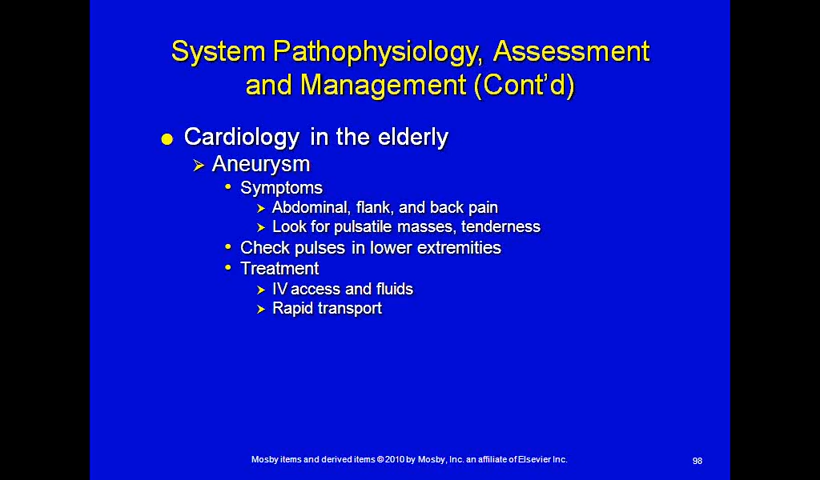 System Pathophysiology, Assessment
and Management (Cont'd)
Cardiology in the elderly
Aneurysm
Symptoms
Abdominal, flank, and back pain
Look for pulsatile masses, tenderness
Check pulses in lower extremities
Treatment
IV access and fluids
Rapid transport
Mosby items and derived items © 2010 by Mosby, Inc. an affiliate of Elsevier Inc.
98